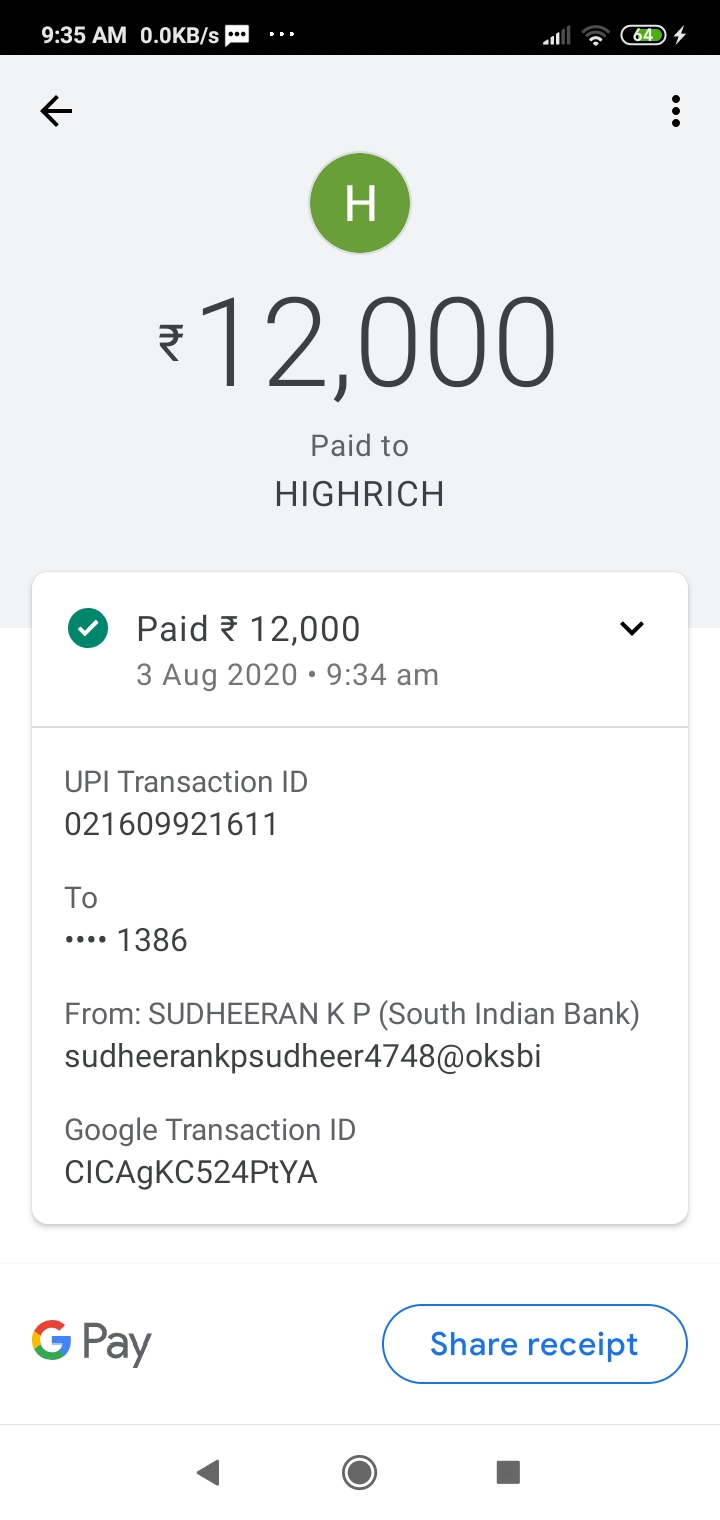 9:35 AM 0.0KB/s ...
64
H
₹12,000
Paid to
HIGHRICH
Paid ₹ 12,000
3 Aug 2020 • 9:34 am
UPI Transaction ID
021609921611
To
•••• 1386
From: SUDHEERAN K P (South Indian Bank)
sudheerankpsudheer4748@oksbi
Google Transaction ID
CICAgKC524PtYA
G Pay
Share receipt